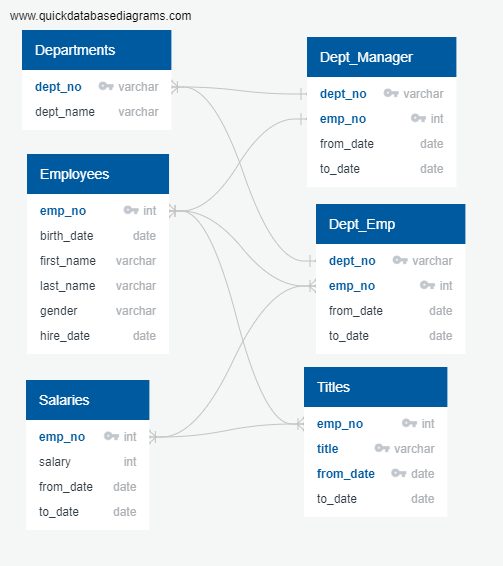 www.quickdatabasediagrams.com
Departments
dept_no varchar
dept_name varchar
Employees
emp_no int
birth_date date
first_name varchar
last_name varchar
gender varchar
hire_date date
Salaries
emp_no int
salary int
from_date date
to_date date
Dept_Manager
dept_no varchar
emp_no int
from_date date
to_date date
Dept_Emp
dept_no varchar
emp_no int
from_date date
to_date date
Titles
emp_no int
title varchar
from_date date
to_date date